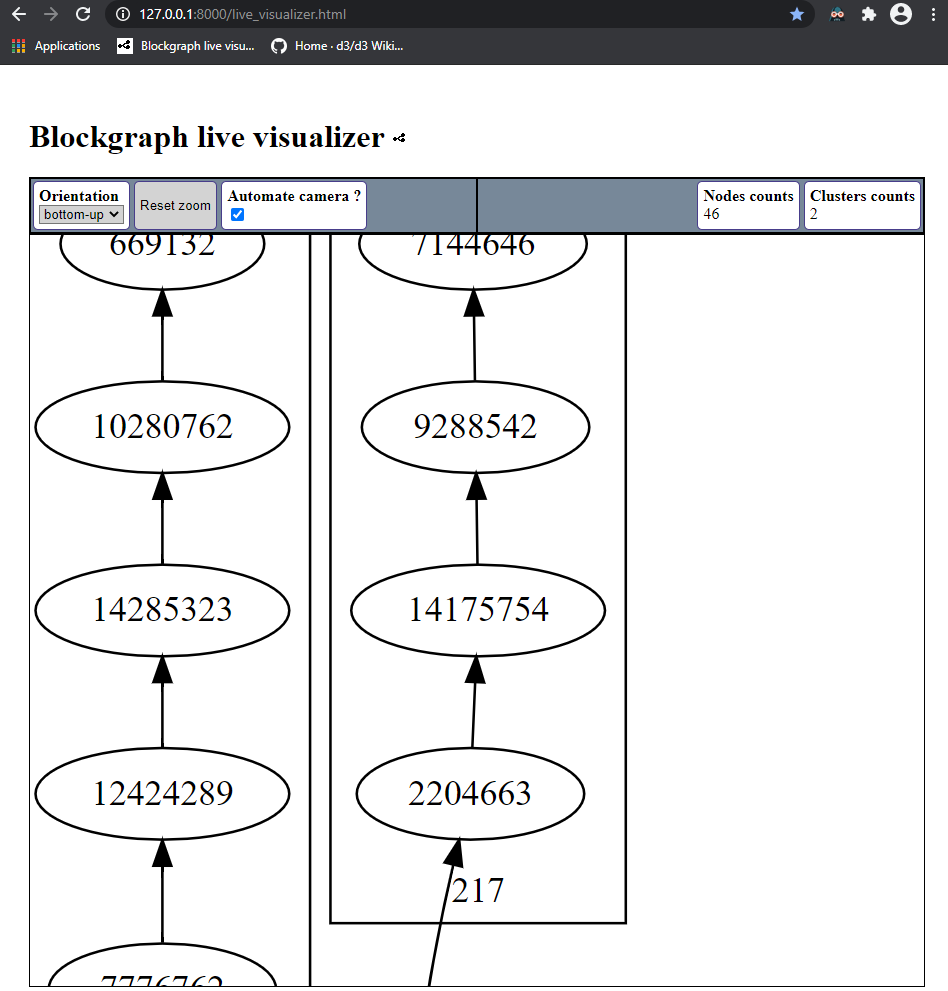 127.0.0.1:8000/live_visualizer.html
Applications
Blockgraph live visu...
Home · d3/d3 Wiki...
Blockgraph live visualizer
Orientation
bottom-up
Reset zoom
Automate camera ?
Nodes counts
46
Clusters counts
2
669132
7144646
10280762
9288542
14285323
14175754
12424289
2204663
217
7776762